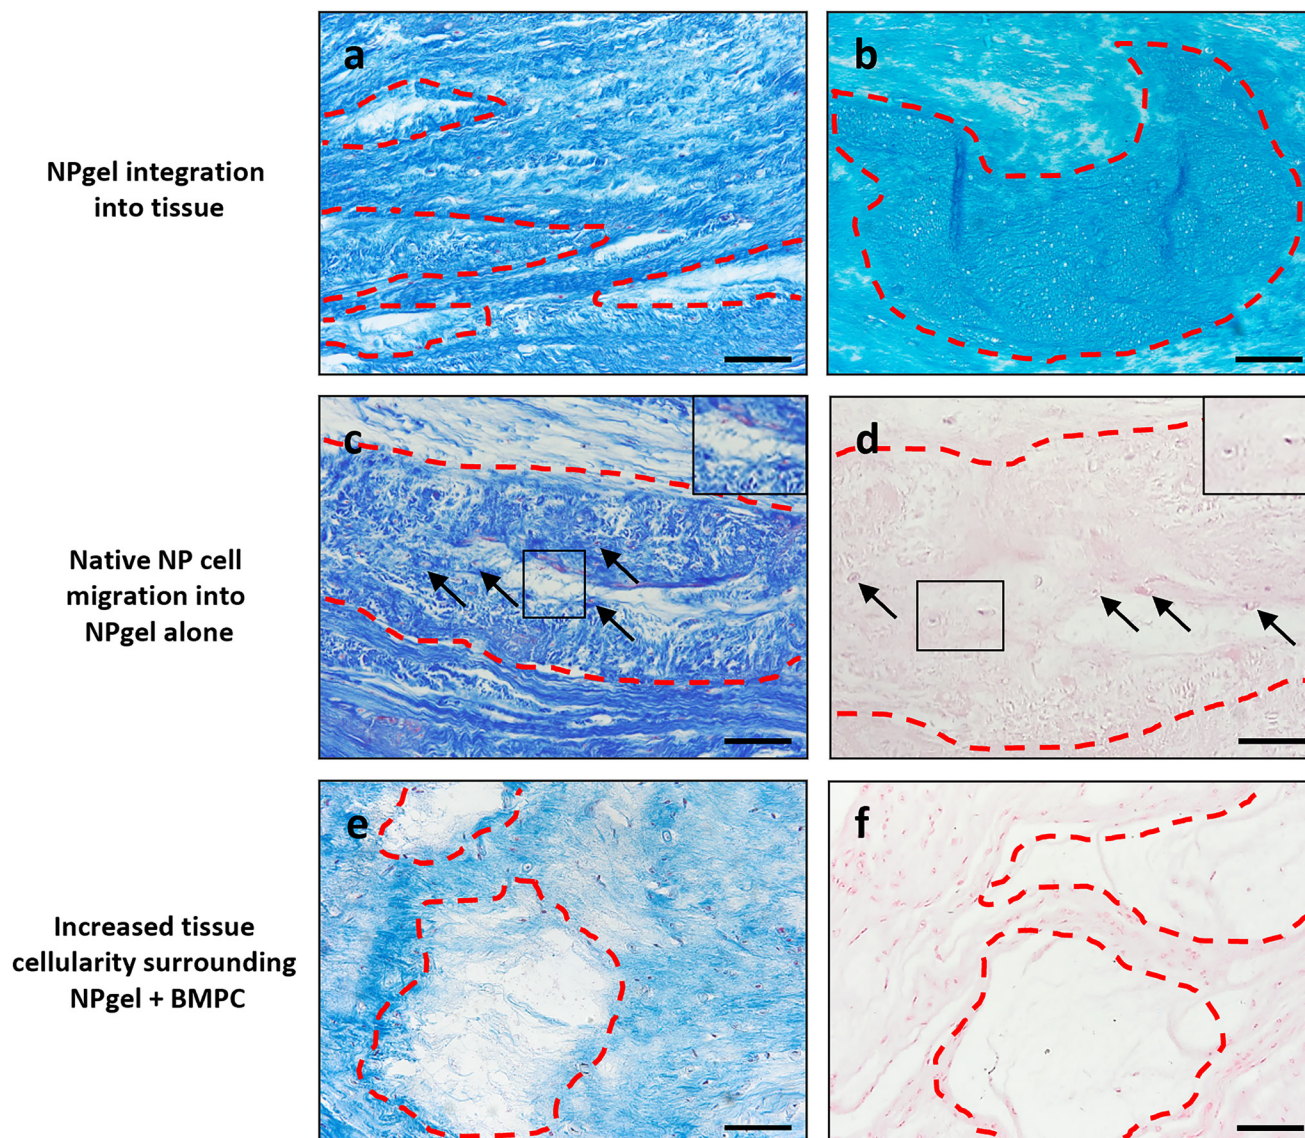 a
b
NPgel integration
into tissue
c
d
Native NP cell
migration into
NPgel alone
e
f
Increased tissue
cellularity surrounding
NPgel + BMPC